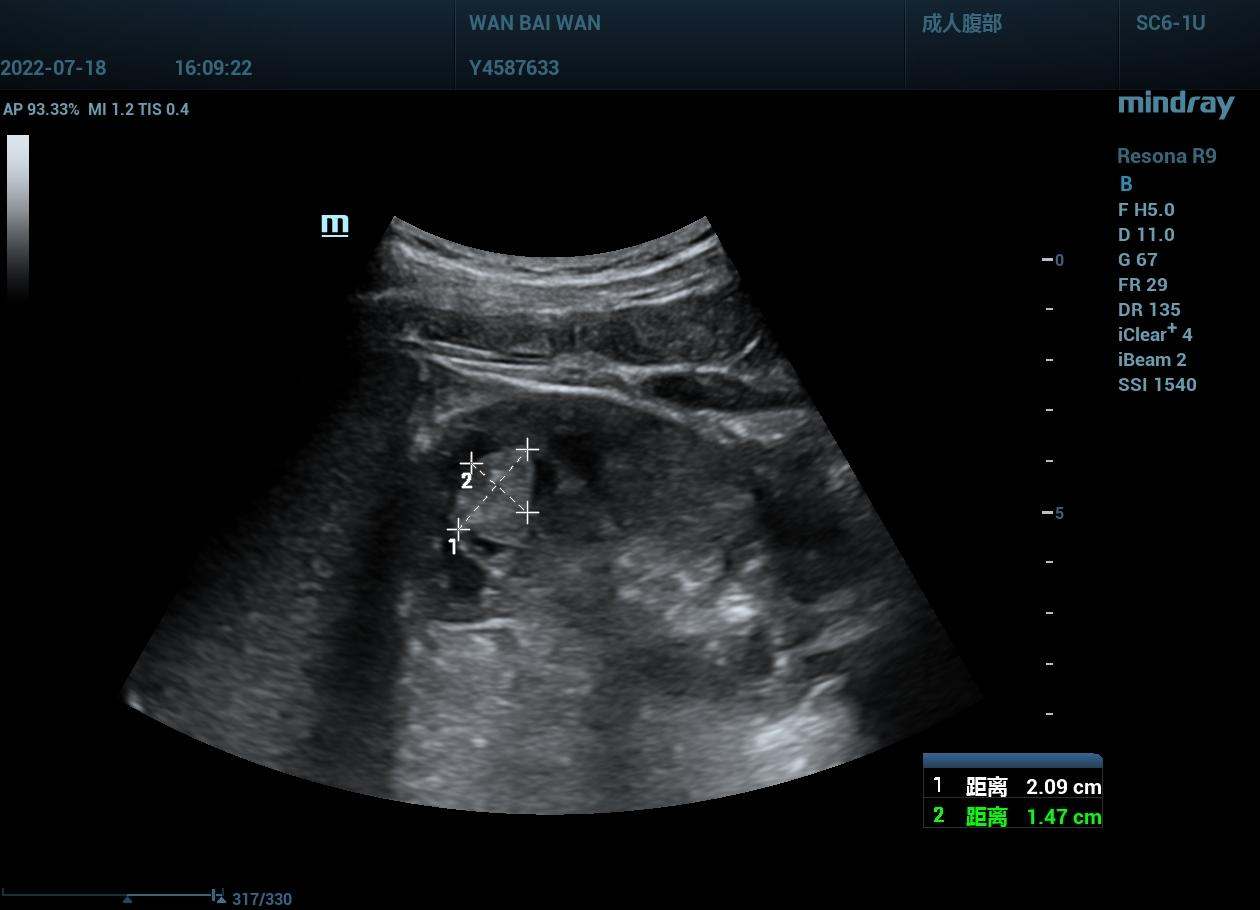 WAN BAI WAN
成人腹部
SC6-1U
2022-07-18 16:09:22
Y4587633
AP 93.33% MI 1.2 TIS 0.4
mindray
Resona R9
B
F H5.0
D 11.0
G 67
FR 29
DR 135
iClear+ 4
iBeam 2
SSI 1540
m
0
5
2
1
1 距离 2.09 cm
2 距离 1.47 cm
317/330